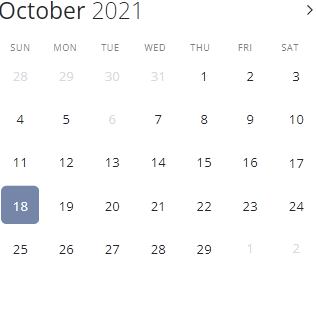 October 2021
SUN MON TUE WED THU FRI SAT
28 29 30 31 1 2 3
4 5 6 7 8 9 10
11 12 13 14 15 16 17
18 19 20 21 22 23 24
25 26 27 28 29 1 2